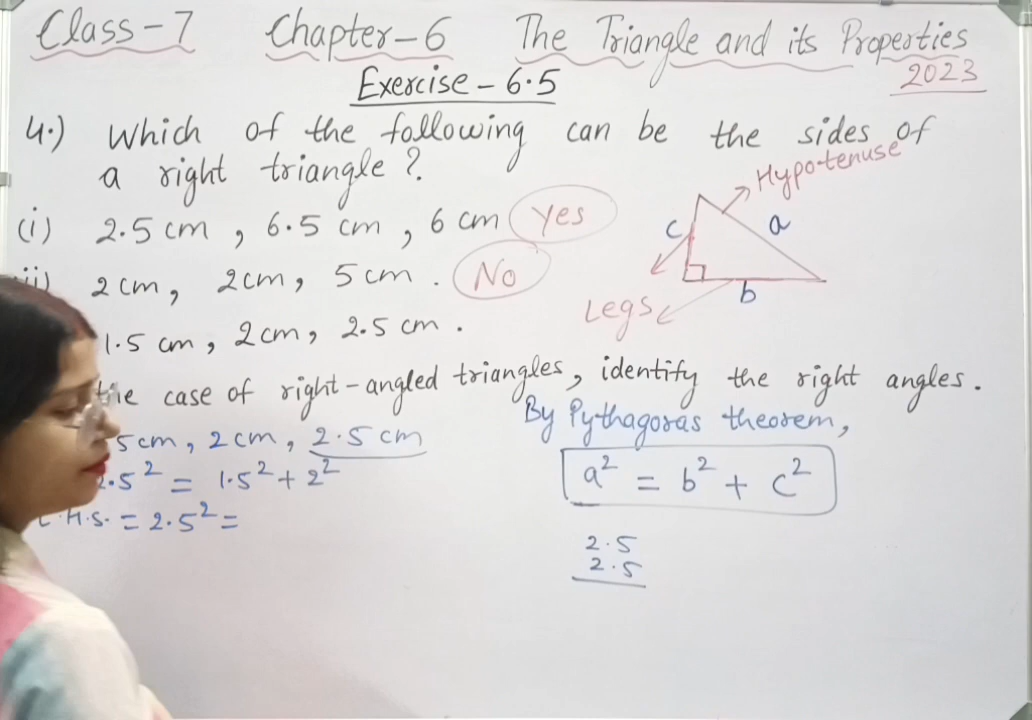 Class-7 Chapter-6 The Triangle and its Properties
2023
Exercise-6.5
4.) Which of the following can be the sides of
a right triangle?
(i) 2.5 cm, 6.5 cm, 6 cm Yes
2 cm, 2 cm, 5 cm. No
1.5 cm, 2 cm, 2.5 cm.
Hypotenuse
c
a
b
Legs
the case of right-angled triangles, identify the right angles.
By Pythagoras theorem,
5 cm, 2 cm, 2.5 cm
a² = b² + c²
.5² = 1.5² + 2²
L.H.S. = 2.5² =
2.5
2.5